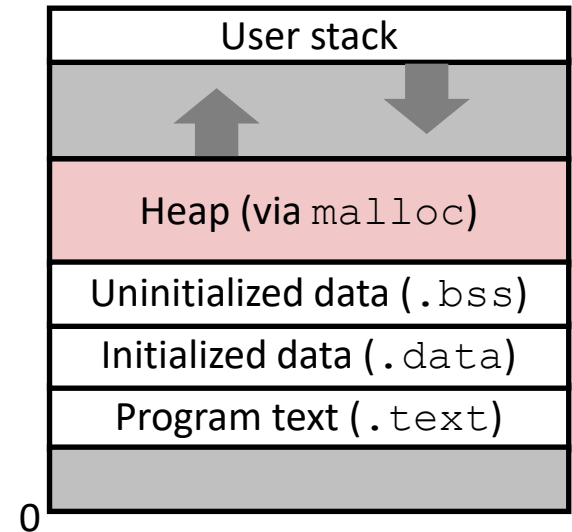 User stack
Heap (via malloc)
Uninitialized data (.bss)
Initialized data (.data)
Program text (.text)
0